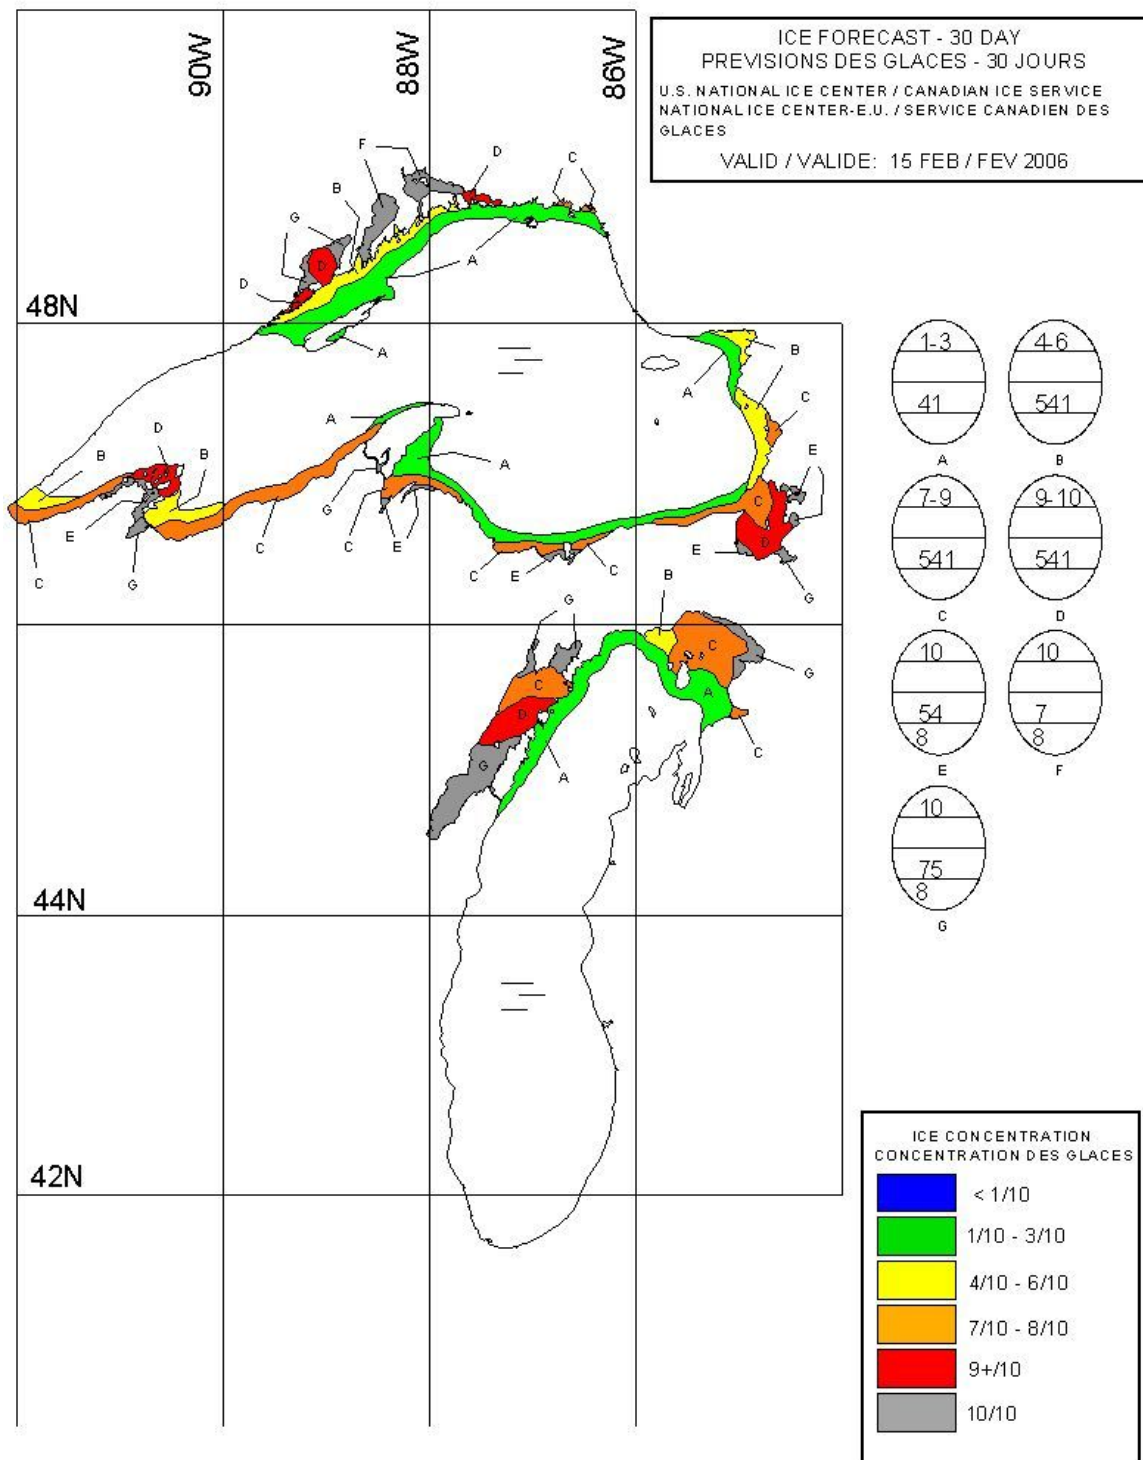 90W
88W
86W
ICE FORECAST - 30 DAY
PREVISIONS DES GLACES - 30 JOURS
U.S. NATIONAL ICE CENTER / CANADIAN ICE SERVICE
NATIONAL ICE CENTER-E.U. / SERVICE CANADIEN DES
GLACES
VALID / VALIDE: 15 FEB / FEV 2006
F
D
C
B
G
A
D
D
48N
A
B
A
C
A
D
B
B
E
A
G
C
E
C
D
E
C
C
G
C
E
C
E
C
G
G
B
C
G
C
A
D
C
G
A
44N
42N
1-3
41
A
4-6
541
B
7-9
541
C
9-10
541
D
10
54
8
E
10
7
8
F
10
75
8
G
ICE CONCENTRATION
CONCENTRATION DES GLACES
< 1/10
1/10 - 3/10
4/10 - 6/10
7/10 - 8/10
9+/10
10/10